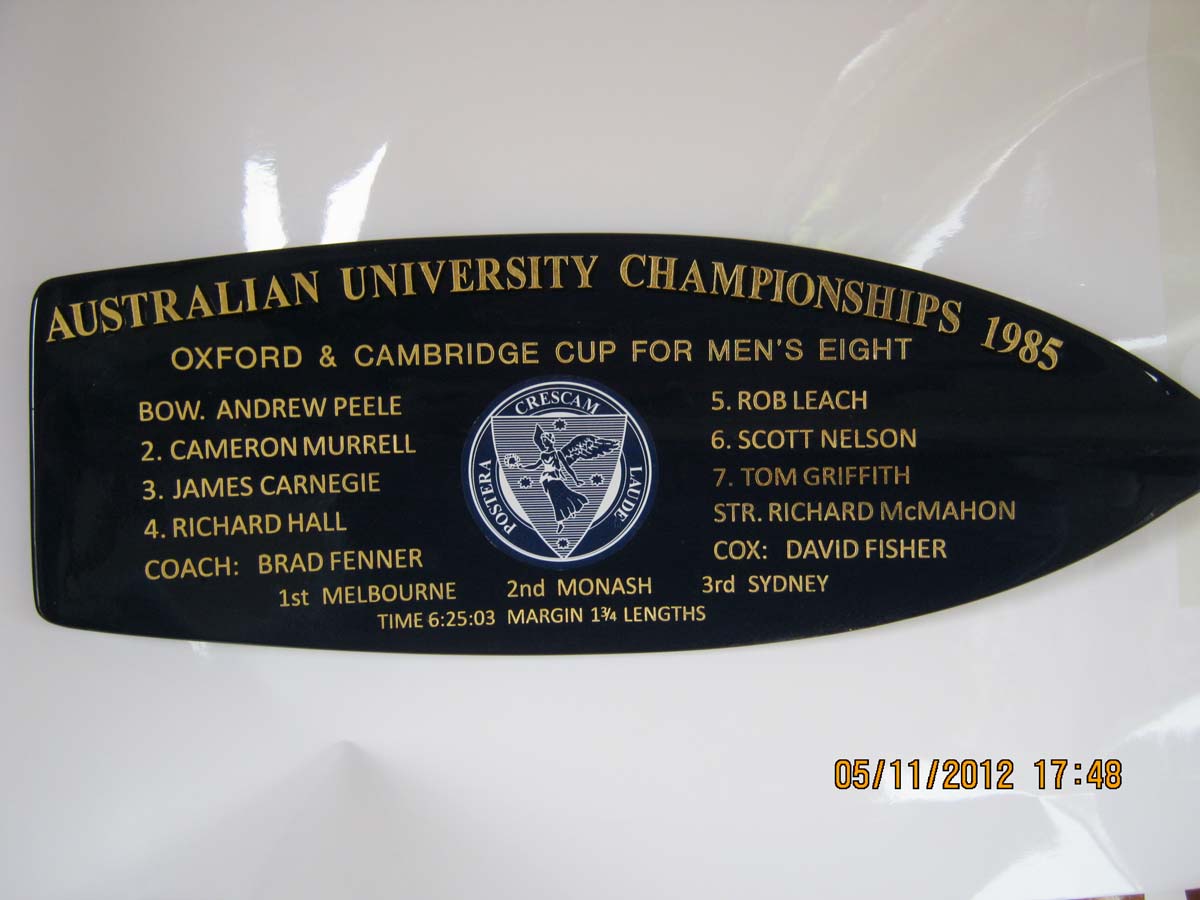 AUSTRALIAN UNIVERSITY CHAMPIONSHIPS 1985
OXFORD & CAMBRIDGE CUP FOR MEN'S EIGHT
BOW. ANDREW PEELE
2. CAMERON MURRELL
3. JAMES CARNEGIE
4. RICHARD HALL
COACH: BRAD FENNER
POSTERA CRESCAM LAUDE
5. ROB LEACH
6. SCOTT NELSON
7. TOM GRIFFITH
STR. RICHARD McMAHON
COX: DAVID FISHER
1st MELBOURNE 2nd MONASH 3rd SYDNEY
TIME 6:25:03 MARGIN 1¾ LENGTHS
05/11/2012 17:48